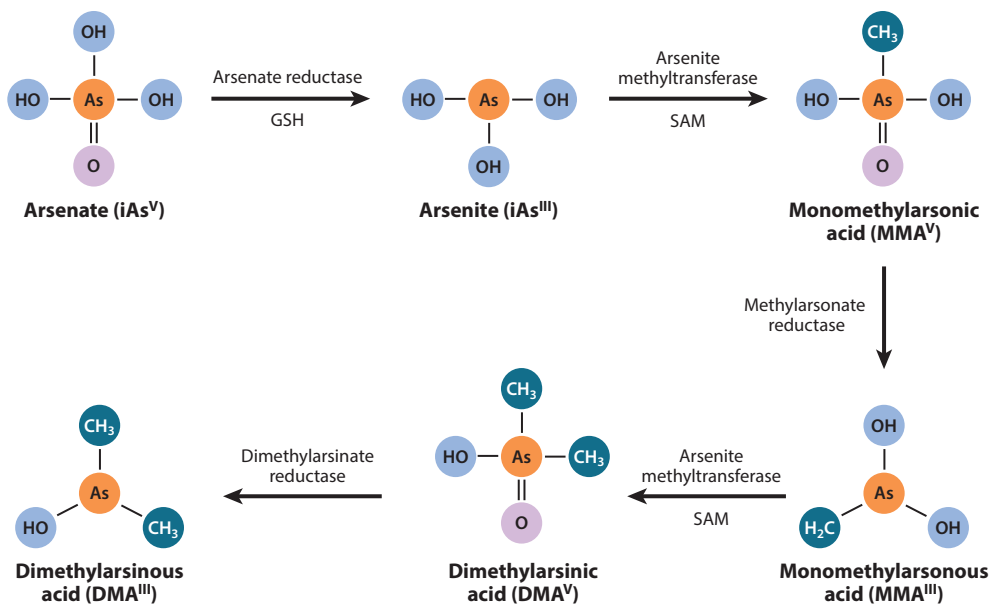 OH
HO
As
OH
O
Arsenate (iAsⱽ)
Arsenate reductase
GSH
HO
As
OH
OH
Arsenite (iAsᴵᴵᴵ)
Arsenite
methyltransferase
SAM
CH₃
HO
As
OH
O
Monomethylarsonic
acid (MMAⱽ)
Methylarsonate
reductase
OH
As
H₂C
OH
Monomethylarsonous
acid (MMAᴵᴵᴵ)
Arsenite
methyltransferase
SAM
CH₃
HO
As
CH₃
O
Dimethylarsinic
acid (DMAⱽ)
Dimethylarsinate
reductase
CH₃
As
HO
CH₃
Dimethylarsinous
acid (DMAᴵᴵᴵ)